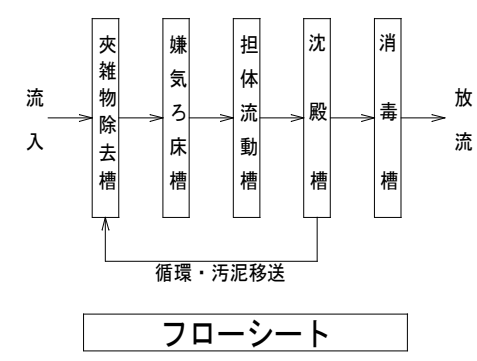 流入
夾雑物除去槽
嫌気ろ床槽
担体流動槽
沈殿槽
消毒槽
放流
循環・汚泥移送
フローシート